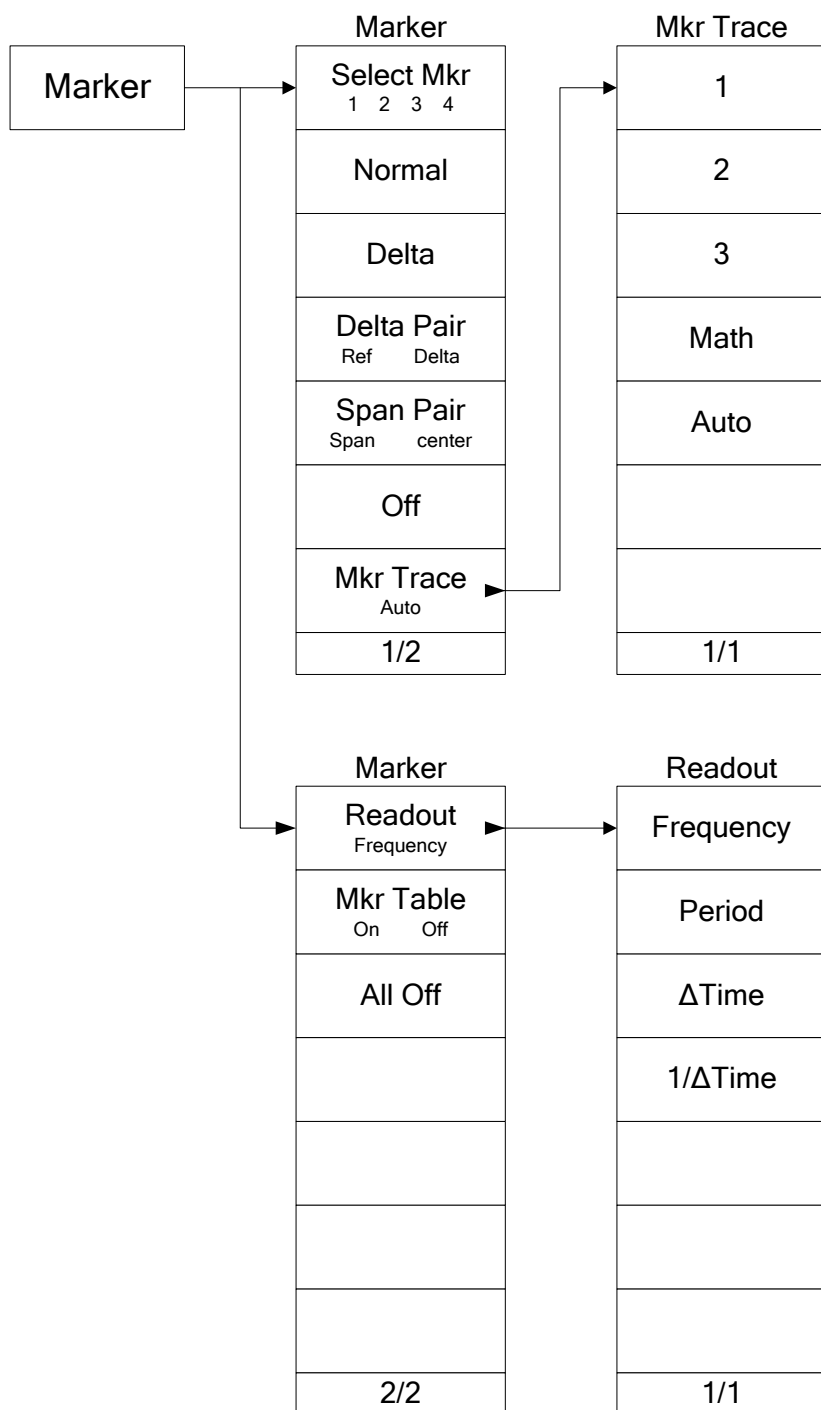 Marker
Marker
Select Mkr
1 2 3 4
Normal
Delta
Delta Pair
Ref Delta
Span Pair
Span center
Off
Mkr Trace
Auto
1/2
Mkr Trace
1
2
3
Math
Auto
1/1
Marker
Readout
Frequency
Mkr Table
On Off
All Off
2/2
Readout
Frequency
Period
ΔTime
1/ΔTime
1/1